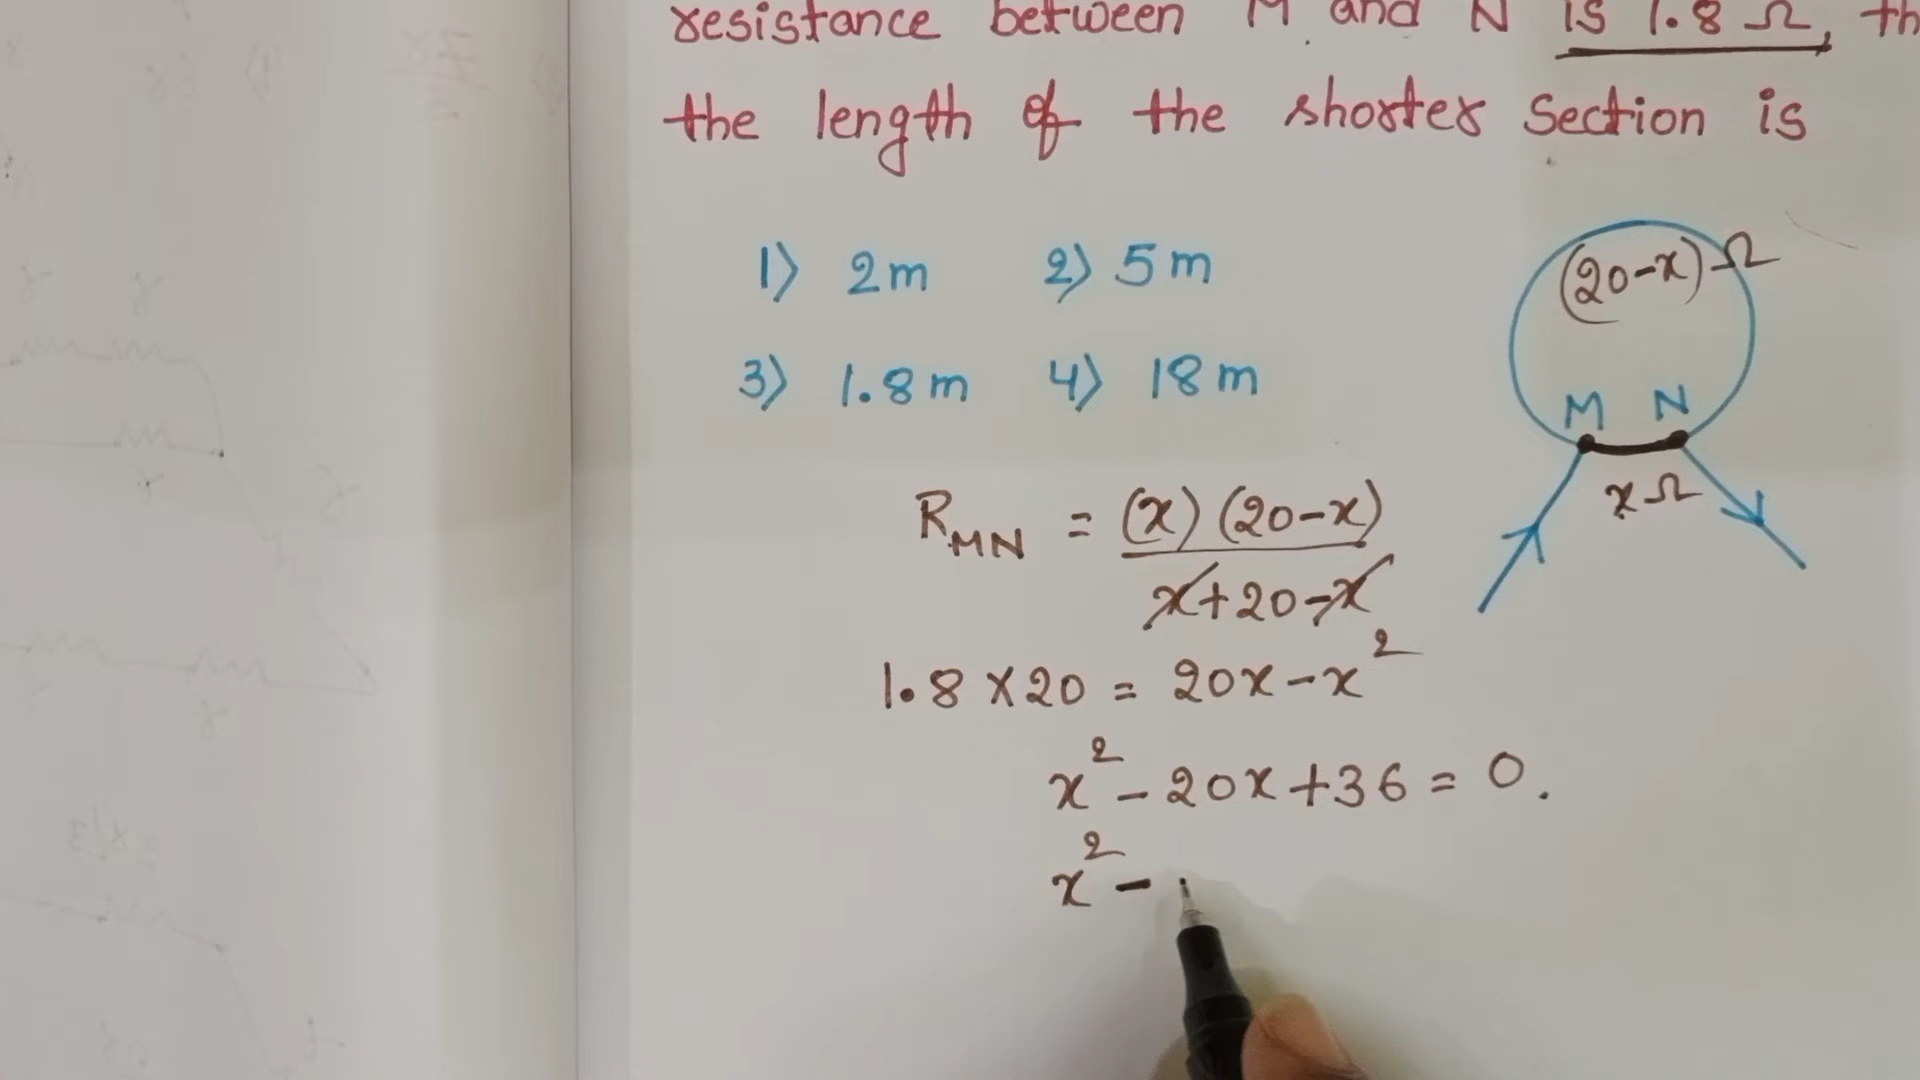 resistance between M and N is 1.8 Ω, th
the length of the shorter section is
1) 2m 2) 5m
3) 1.8m 4) 18m
(20-x) Ω
M N
x Ω
R_MN = (x) (20-x)
x+20-x
1.8 × 20 = 20x - x²
x² - 20x + 36 = 0.
x² -